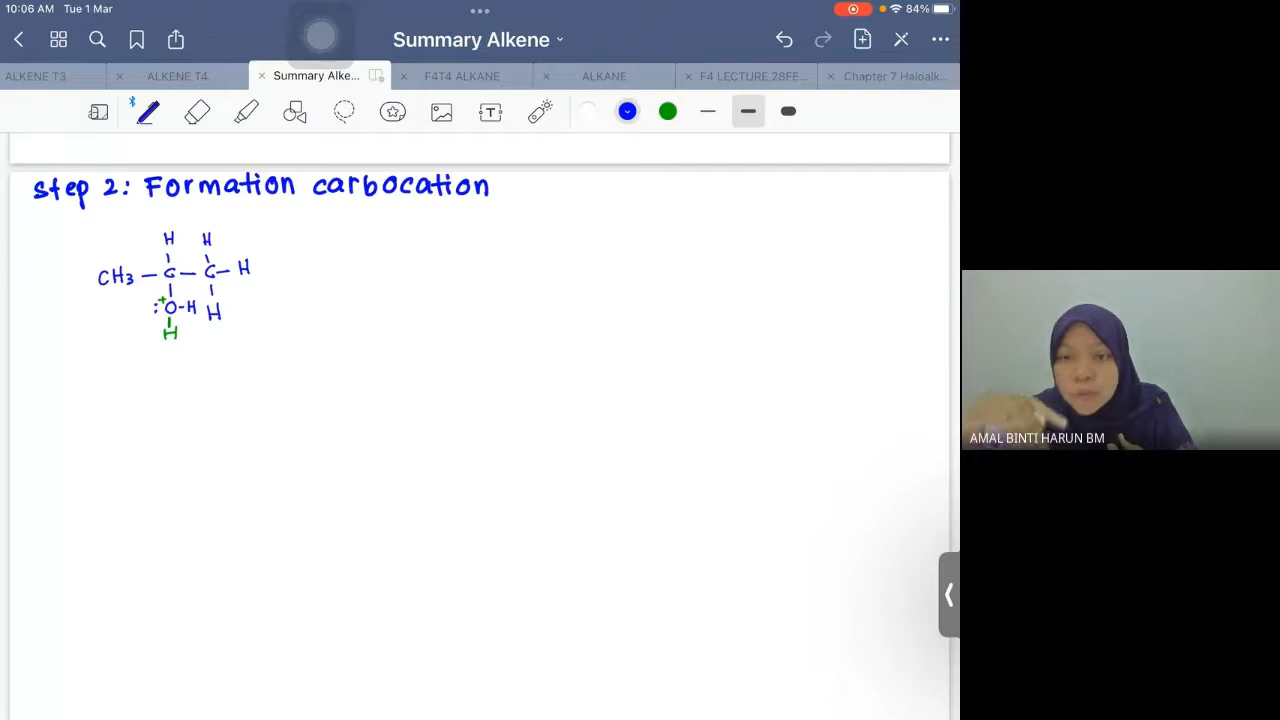 10:06 AM Tue 1 Mar
84%
Summary Alkene
ALKENE T3
ALKENE T4
Summary Alke...
F4T4 ALKANE
ALKANE
F4 LECTURE 28FE...
Chapter 7 Haloalk...
T
step 2: Formation carbocation
H H
CH3 — C — C — H
:O+-H H
H
AMAL BINTI HARUN BM